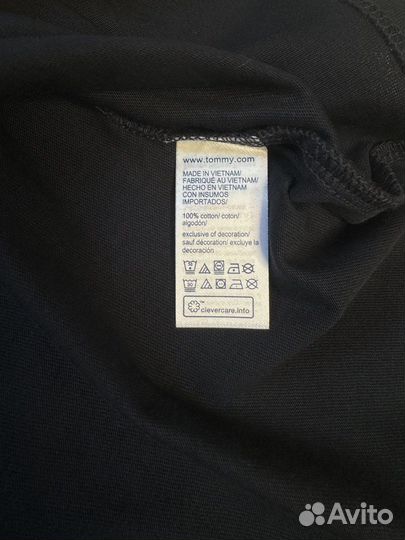 www.tommy.com
MADE IN VIETNAM/
FABRIQUÉ AU VIETNAM/
HECHO EN VIETNAM
CON INSUMOS
IMPORTADOS/
100% cotton/ coton/
algodón/
exclusive of decoration/
sauf décoration/ excluye la
decoración
30
clevercare.info
Avito